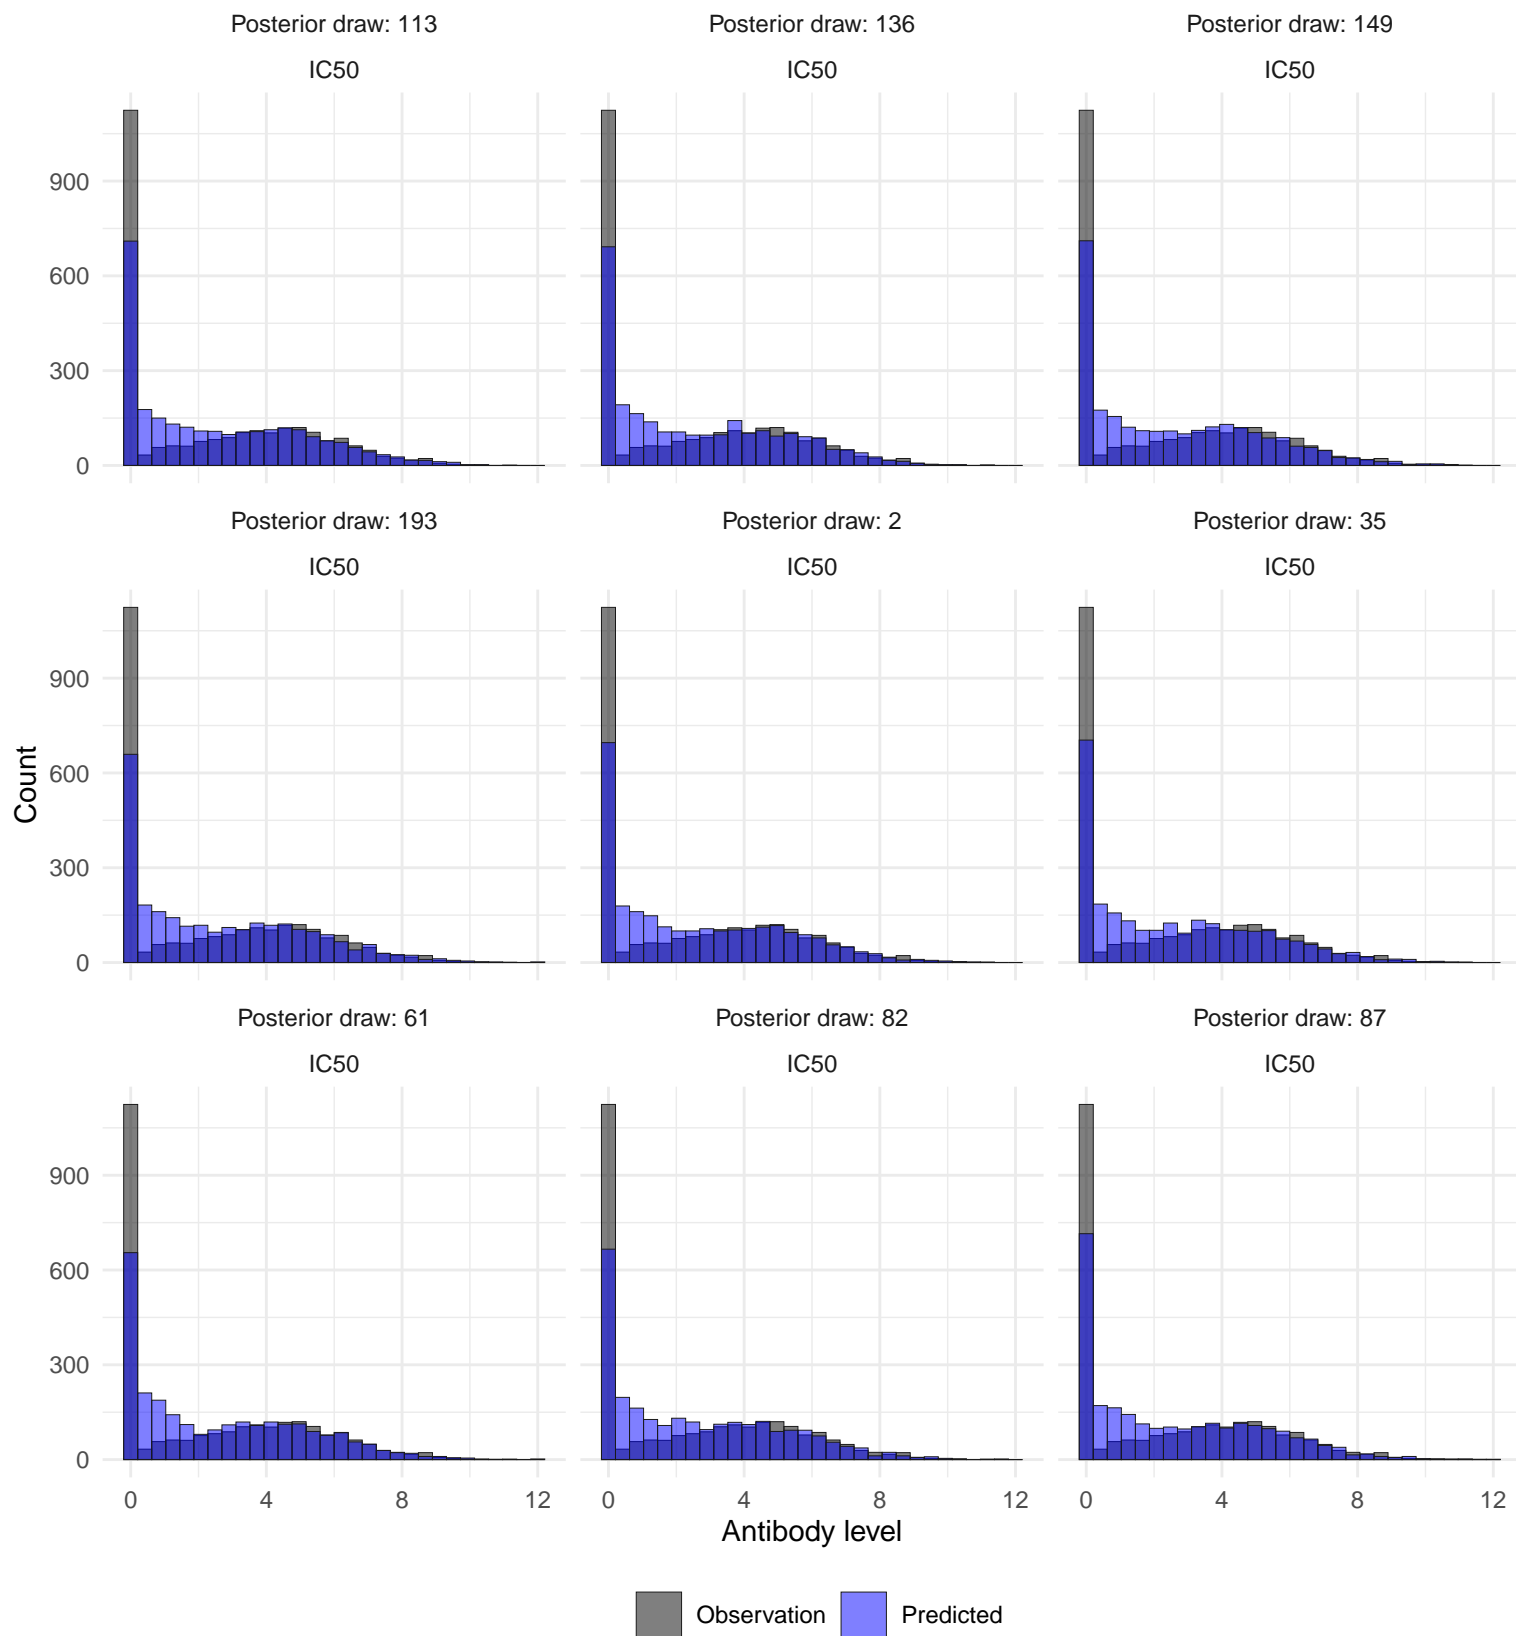 Posterior draw: 113
Posterior draw: 136
Posterior draw: 149
IC50
IC50
IC50
900
600
300
0
Posterior draw: 193
Posterior draw: 2
Posterior draw: 35
IC50
IC50
IC50
900
600
300
0
Count
Posterior draw: 61
Posterior draw: 82
Posterior draw: 87
IC50
IC50
IC50
900
600
300
0
0 4 8 12
0 4 8 12
0 4 8 12
Antibody level
Observation
Predicted